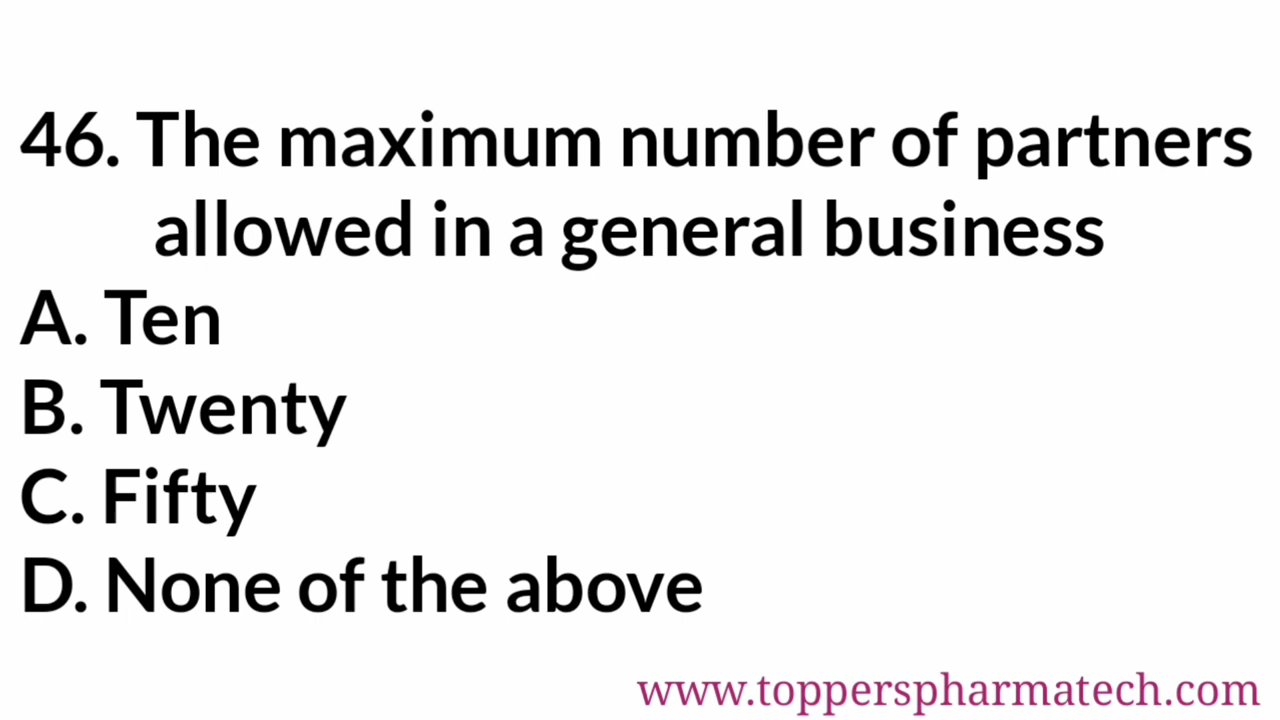 46. The maximum number of partners
allowed in a general business
A. Ten
B. Twenty
C. Fifty
D. None of the above
www.topperspharmatech.com